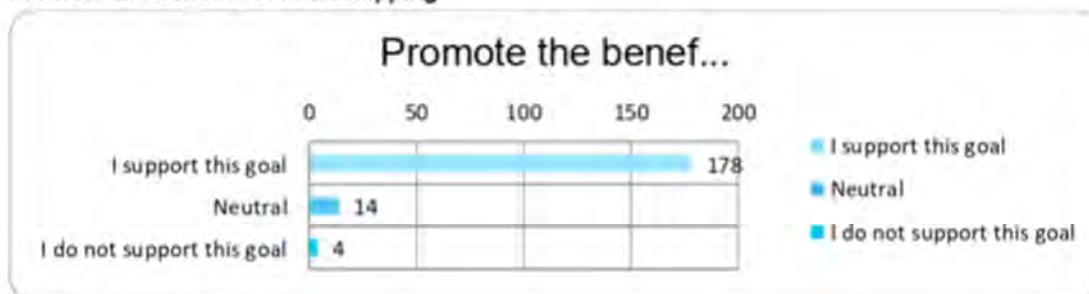 Promote the benef...
0 50 100 150 200
I support this goal 178
Neutral 14
I do not support this goal 4
I support this goal
Neutral
I do not support this goal